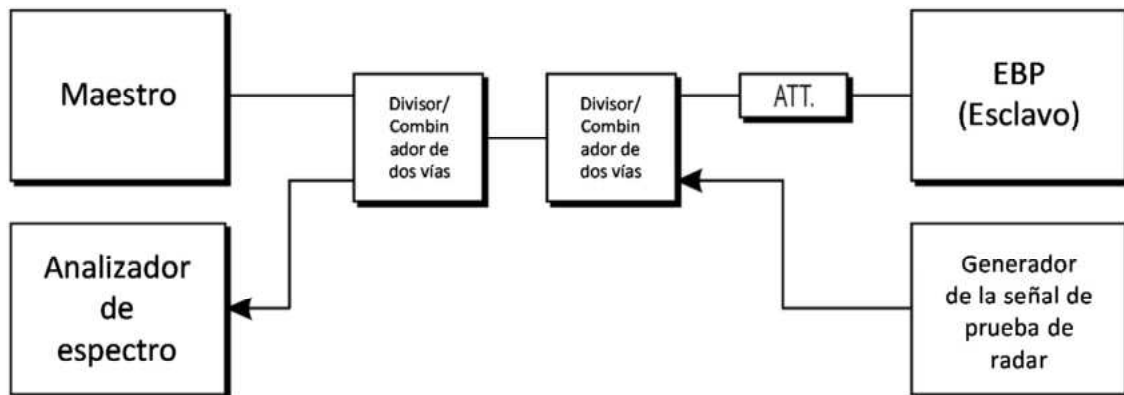 Maestro
Divisor/
Combin
ador de
dos vías
Divisor/
Combin
ador de
dos vías
ATT.
EBP
(Esclavo)
Analizador
de
espectro
Generador
de la señal de
prueba de
radar